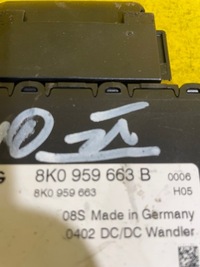 G 8K0 959 663 B 0006
8K0 959 663 H05
08S Made in Germany
.0402 DC/DC Wandler